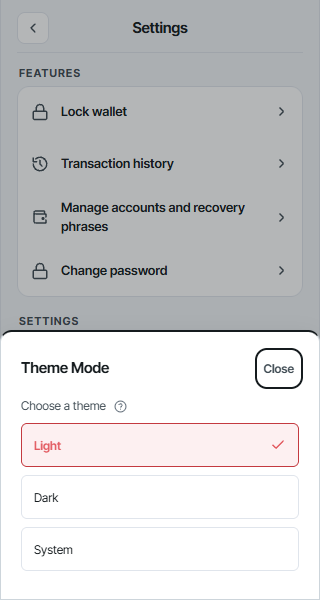 Settings
FEATURES
Lock wallet
Transaction history
Manage accounts and recovery
phrases
Change password
SETTINGS
Theme Mode
Close
Choose a theme
Light
Dark
System